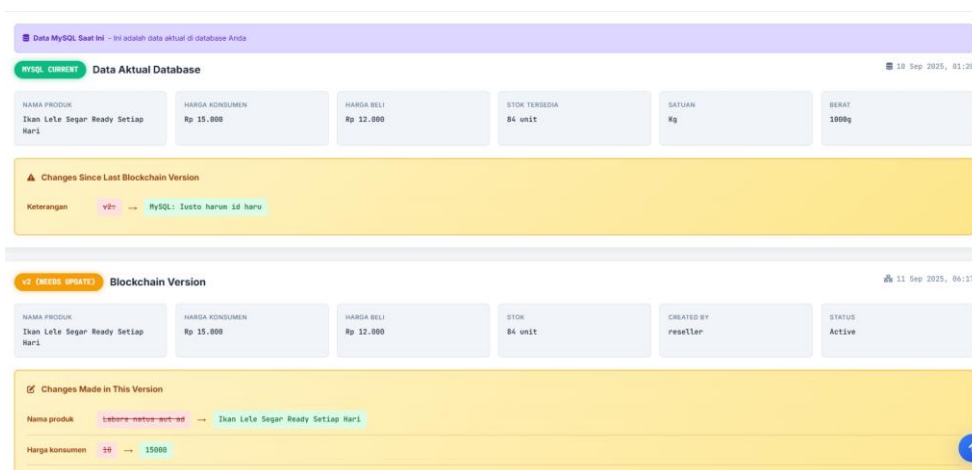 Data MySQL Saat Ini - Ini adalah data aktual di database Anda
MYSQL CURRENT Data Aktual Database 10 Sep 2025, 01:20
NAMA PRODUK HARGA KONSUMEN HARGA BELI STOK TERSEDIA SATUAN BERAT
Ikan Lele Segar Ready Setiap Rp 15.000 Rp 12.000 84 unit Kg 1000g
Hari
Changes Since Last Blockchain Version
Keterangan v2: → MySQL: Iusto harum id haru
v2 (NEEDS UPDATE) Blockchain Version 11 Sep 2025, 06:17
NAMA PRODUK HARGA KONSUMEN HARGA BELI STOK CREATED BY STATUS
Ikan Lele Segar Ready Setiap Rp 15.000 Rp 12.000 84 unit reseller Active
Hari
Changes Made in This Version
Nama produk Labore natus aut ad → Ikan Lele Segar Ready Setiap Hari
Harga konsumen 10 → 15000